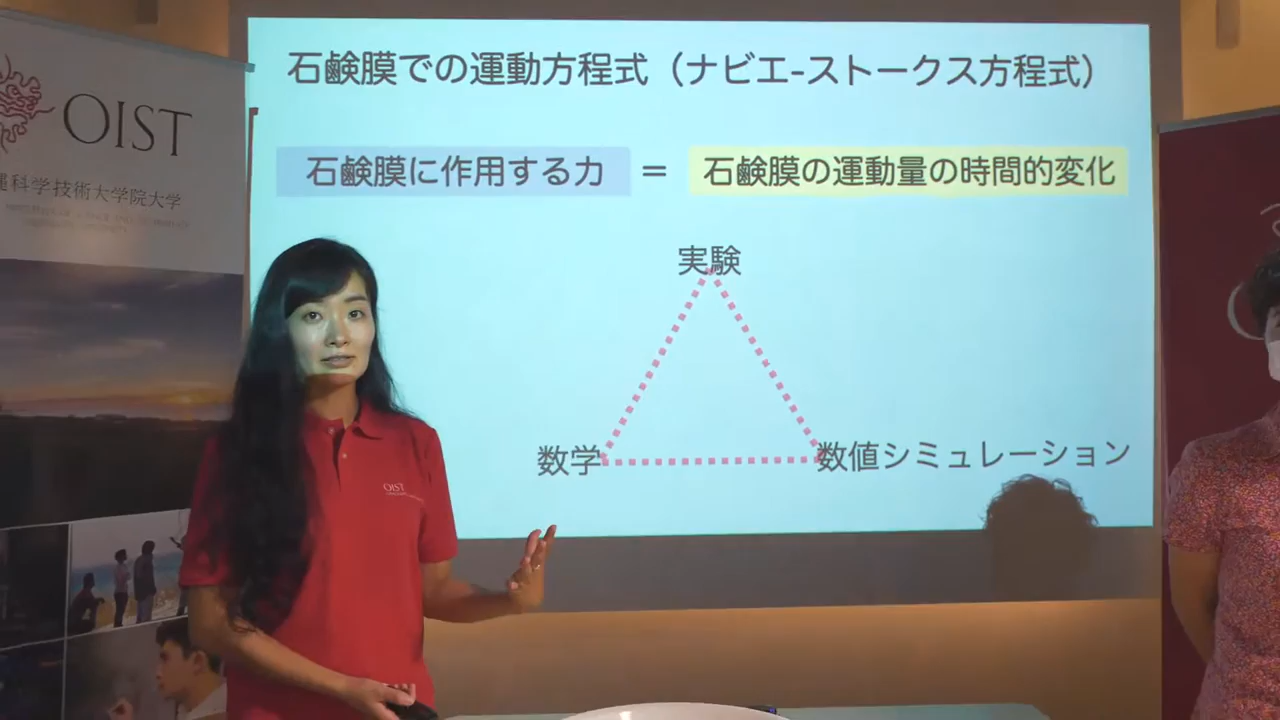 石鹸膜での運動方程式（ナビエ-ストークス方程式）
石鹸膜に作用する力 = 石鹸膜の運動量の時間的変化
実験
数学
数値シミュレーション
OIST
縄科学技術大学院大学
OIST